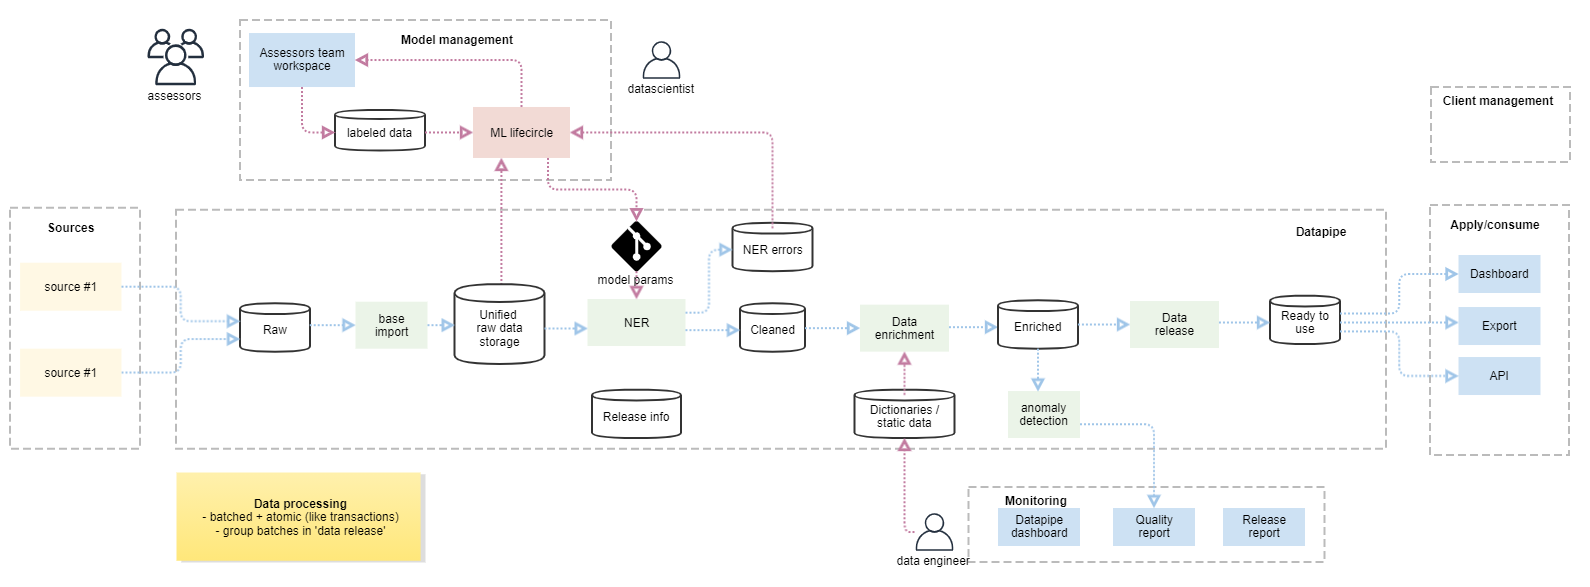 Model management
Assessors team
workspace
assessors
datascientist
labeled data
ML lifecircle
Client management
Sources
source #1
source #1
Datapipe
Raw
base
import
Unified
raw data
storage
model params
NER
NER errors
Cleaned
Release info
Data
enrichment
Dictionaries /
static data
Enriched
anomaly
detection
Data
release
Ready to
use
Apply/consume
Dashboard
Export
API
Data processing
- batched + atomic (like transactions)
- group batches in 'data release'
data engineer
Monitoring
Datapipe
dashboard
Quality
report
Release
report